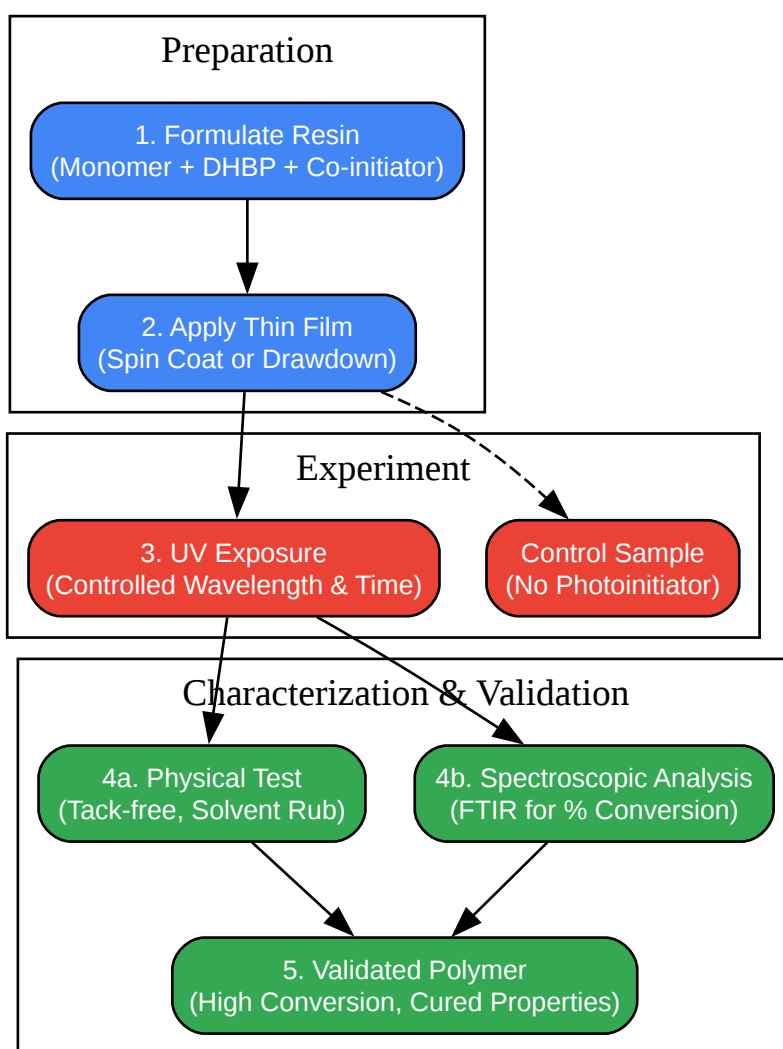 Preparation
1. Formulate Resin
(Monomer + DHBP + Co-initiator)
2. Apply Thin Film
(Spin Coat or Drawdown)
Experiment
3. UV Exposure
(Controlled Wavelength & Time)
Control Sample
(No Photoinitiator)
Characterization & Validation
4a. Physical Test
(Tack-free, Solvent Rub)
4b. Spectroscopic Analysis
(FTIR for % Conversion)
5. Validated Polymer
(High Conversion, Cured Properties)